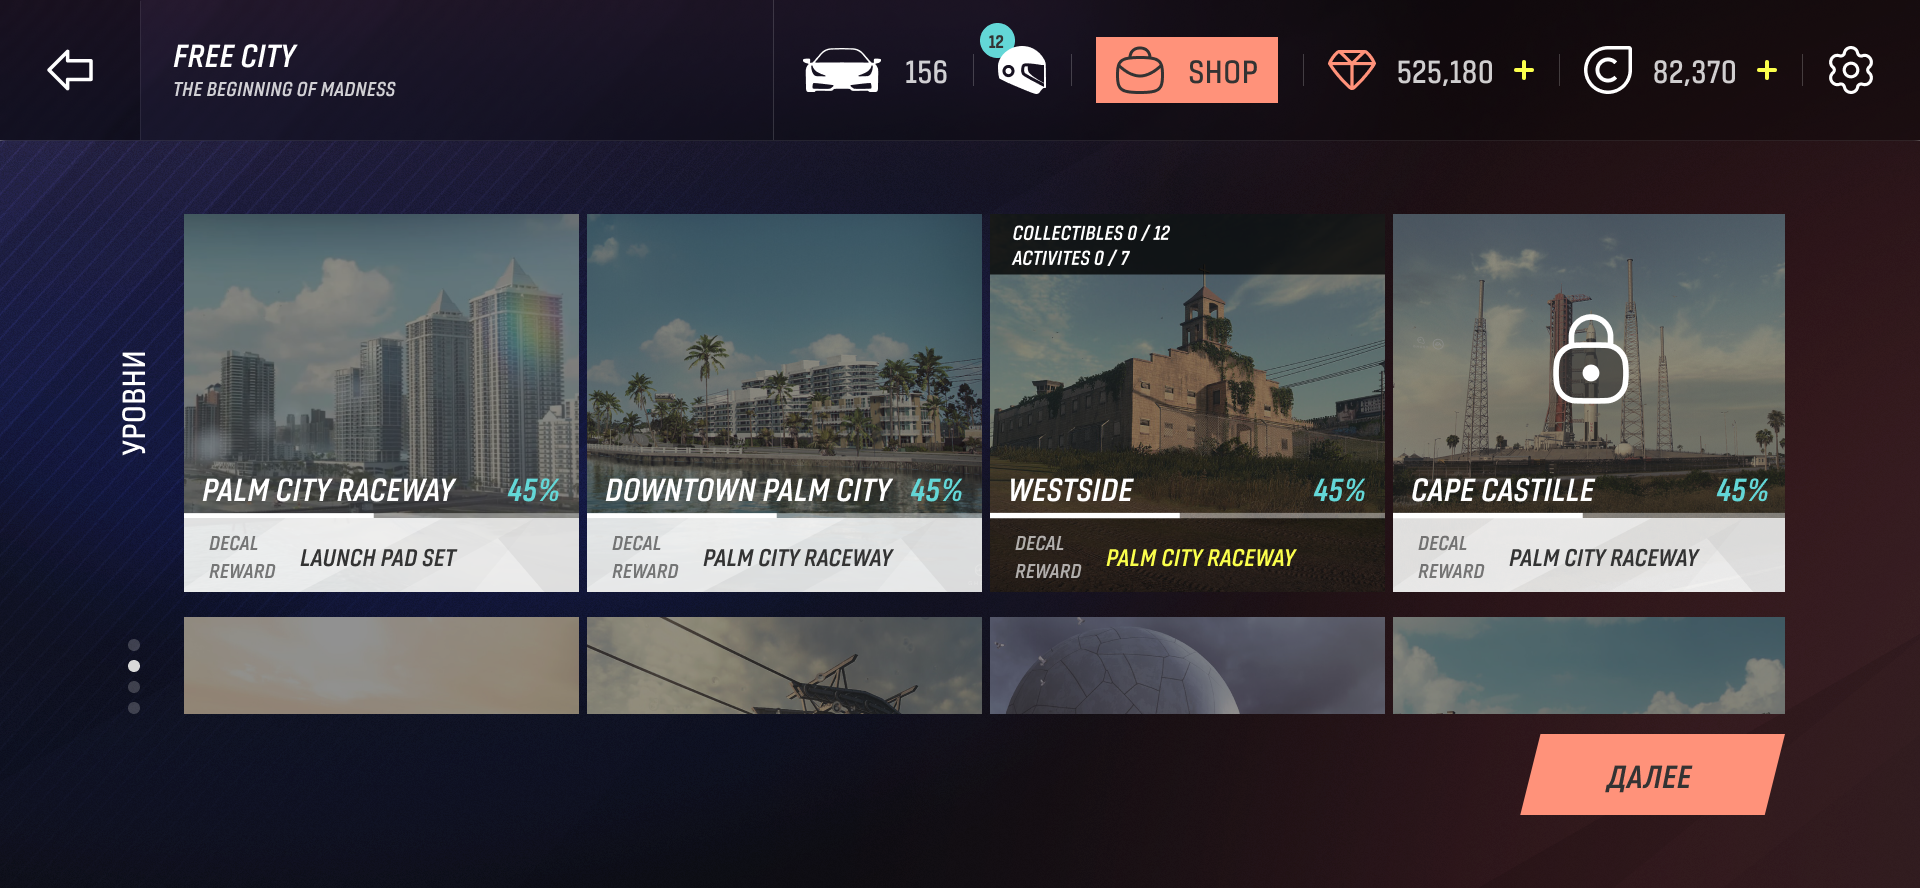 FREE CITY
THE BEGINNING OF MADNESS
156
12
SHOP
525,180
82,370
УРОВНИ
PALM CITY RACEWAY 45%
DECAL
REWARD
LAUNCH PAD SET
DOWNTOWN PALM CITY 45%
DECAL
REWARD
PALM CITY RACEWAY
COLLECTIBLES 0 / 12
ACTIVITES 0 / 7
WESTSIDE 45%
DECAL
REWARD
PALM CITY RACEWAY
CAPE CASTILLE 45%
DECAL
REWARD
PALM CITY RACEWAY
ДАЛЕЕ